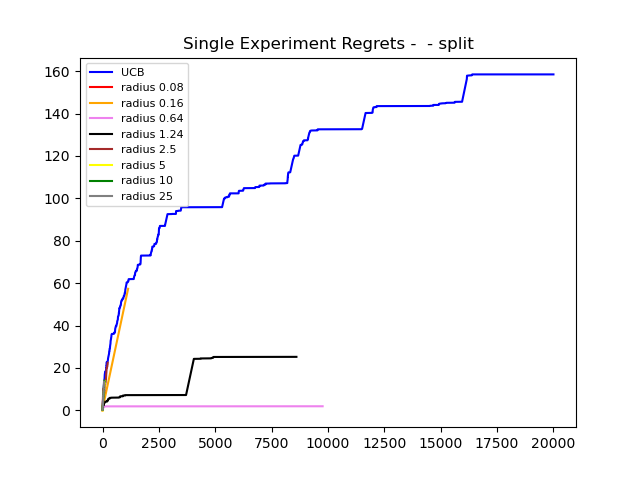 Single Experiment Regrets -  - split
160
140
120
100
80
60
40
20
0
UCB
radius 0.08
radius 0.16
radius 0.64
radius 1.24
radius 2.5
radius 5
radius 10
radius 25
0 2500 5000 7500 10000 12500 15000 17500 20000